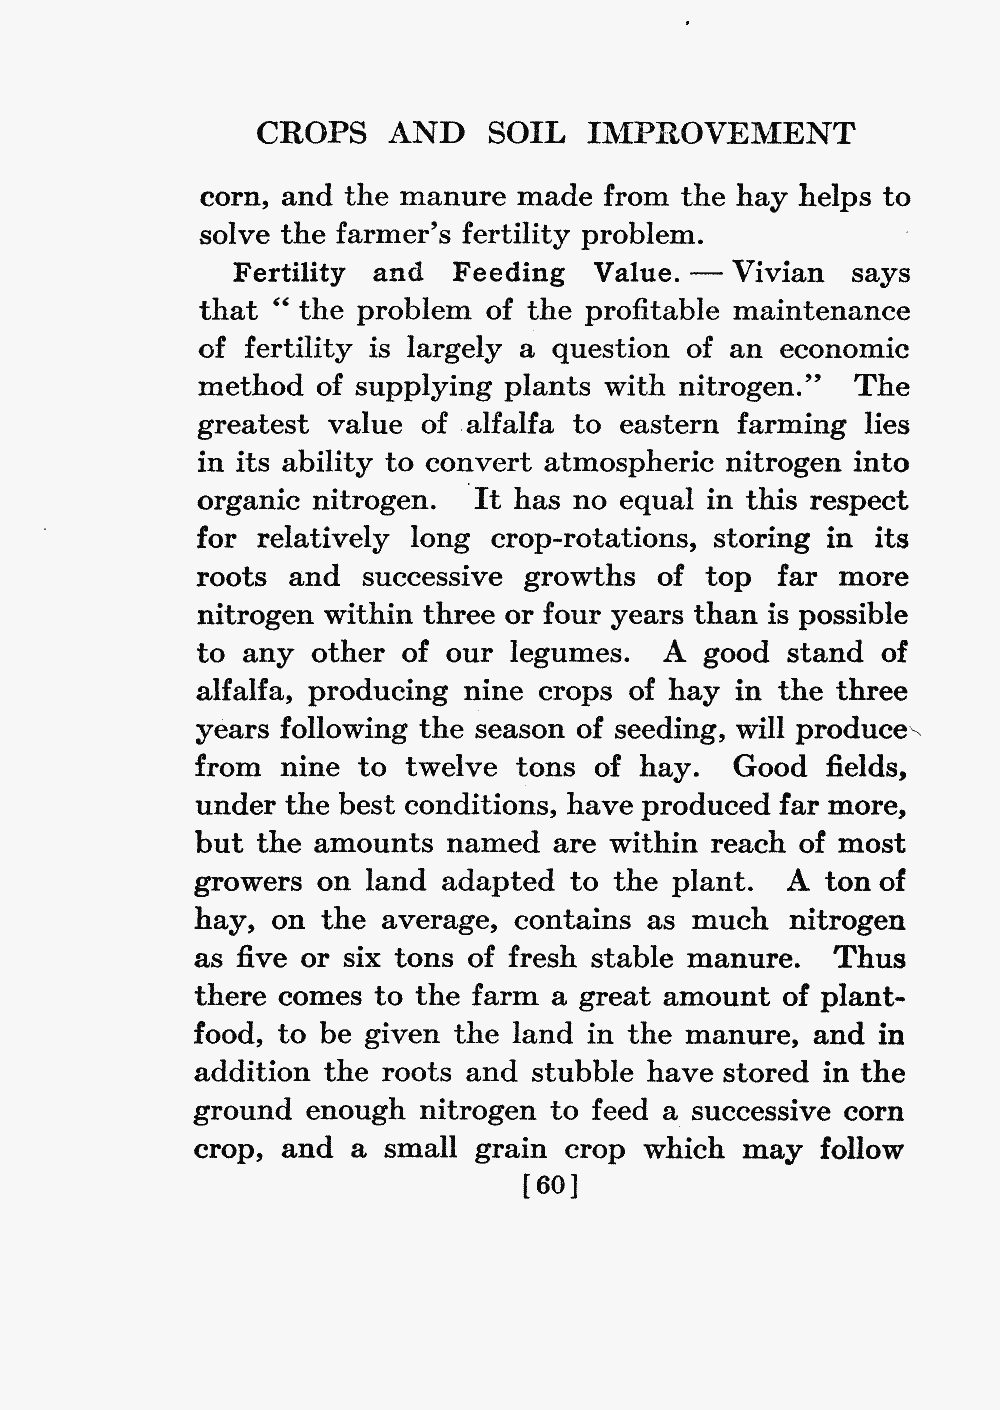 CROPS AND SOIL IMPROVEMENT
corn, and the manure made from the hay helps to
solve the farmer's fertility problem.
Fertility and Feeding Value. — Vivian says
that “ the problem of the profitable maintenance
of fertility is largely a question of an economic
method of supplying plants with nitrogen.” The
greatest value of alfalfa to eastern farming lies
in its ability to convert atmospheric nitrogen into
organic nitrogen. It has no equal in this respect
for relatively long crop-rotations, storing in its
roots and successive growths of top far more
nitrogen within three or four years than is possible
to any other of our legumes. A good stand of
alfalfa, producing nine crops of hay in the three
years following the season of seeding, will produce
from nine to twelve tons of hay. Good fields,
under the best conditions, have produced far more,
but the amounts named are within reach of most
growers on land adapted to the plant. A ton of
hay, on the average, contains as much nitrogen
as five or six tons of fresh stable manure. Thus
there comes to the farm a great amount of plant-
food, to be given the land in the manure, and in
addition the roots and stubble have stored in the
ground enough nitrogen to feed a successive corn
crop, and a small grain crop which may follow
[ 60 ]